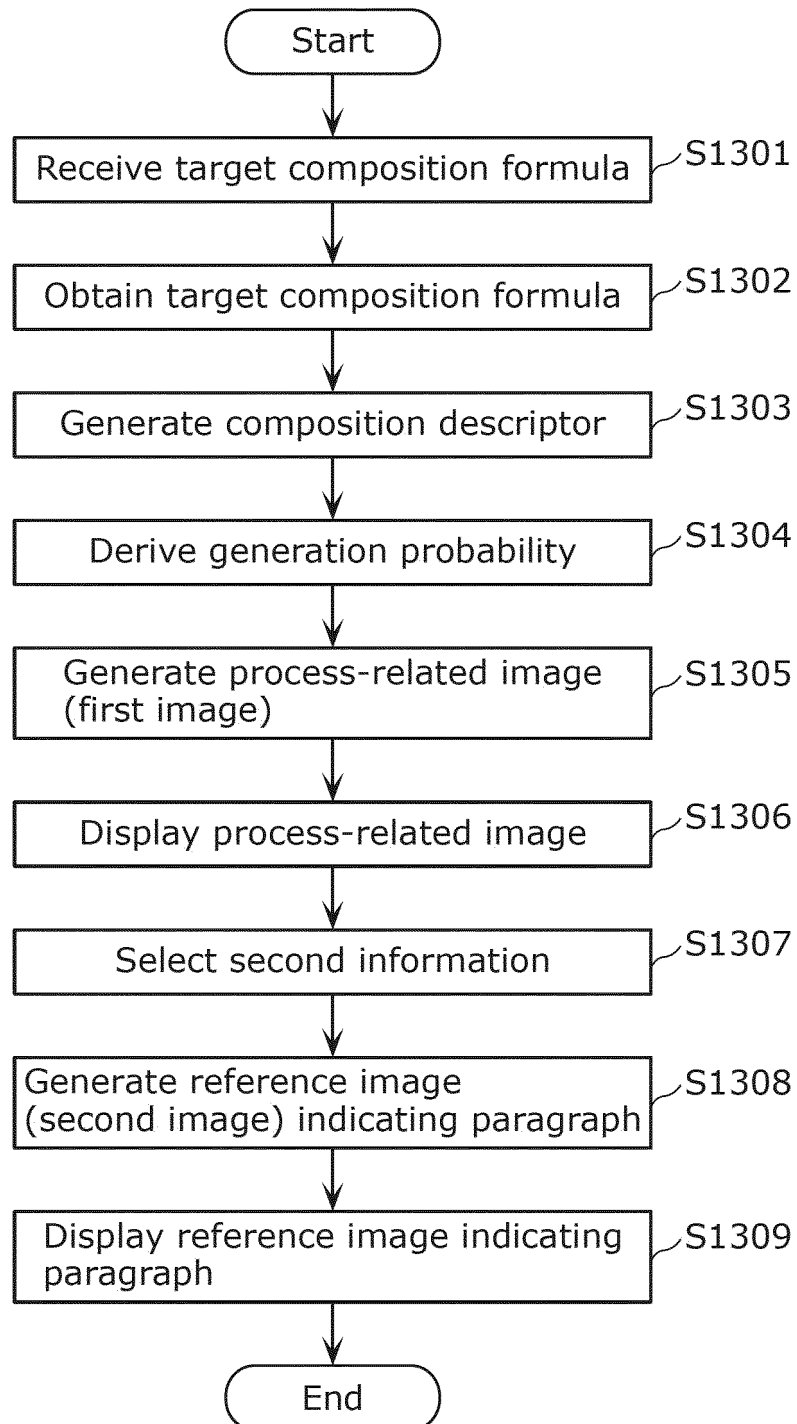 Start
Receive target composition formula
S1301
Obtain target composition formula
S1302
Generate composition descriptor
S1303
Derive generation probability
S1304
Generate process-related image
(first image)
S1305
Display process-related image
S1306
Select second information
S1307
Generate reference image
(second image) indicating paragraph
S1308
Display reference image indicating
paragraph
S1309
End